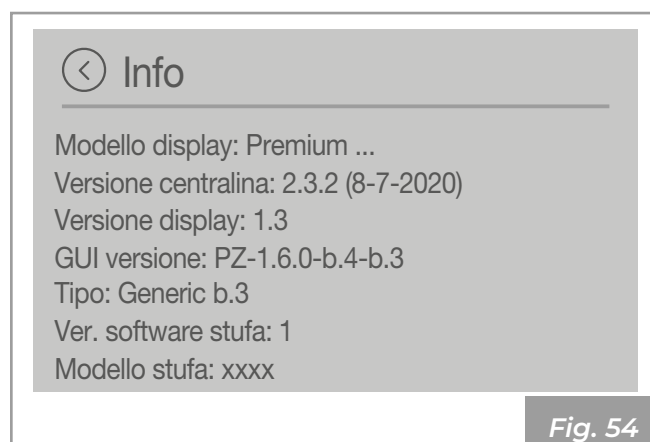 Info
Modello display: Premium ...
Versione centralina: 2.3.2 (8-7-2020)
Versione display: 1.3
GUI versione: PZ-1.6.0-b.4-b.3
Tipo: Generic b.3
Ver. software stufa: 1
Modello stufa: xxxx
Fig. 54